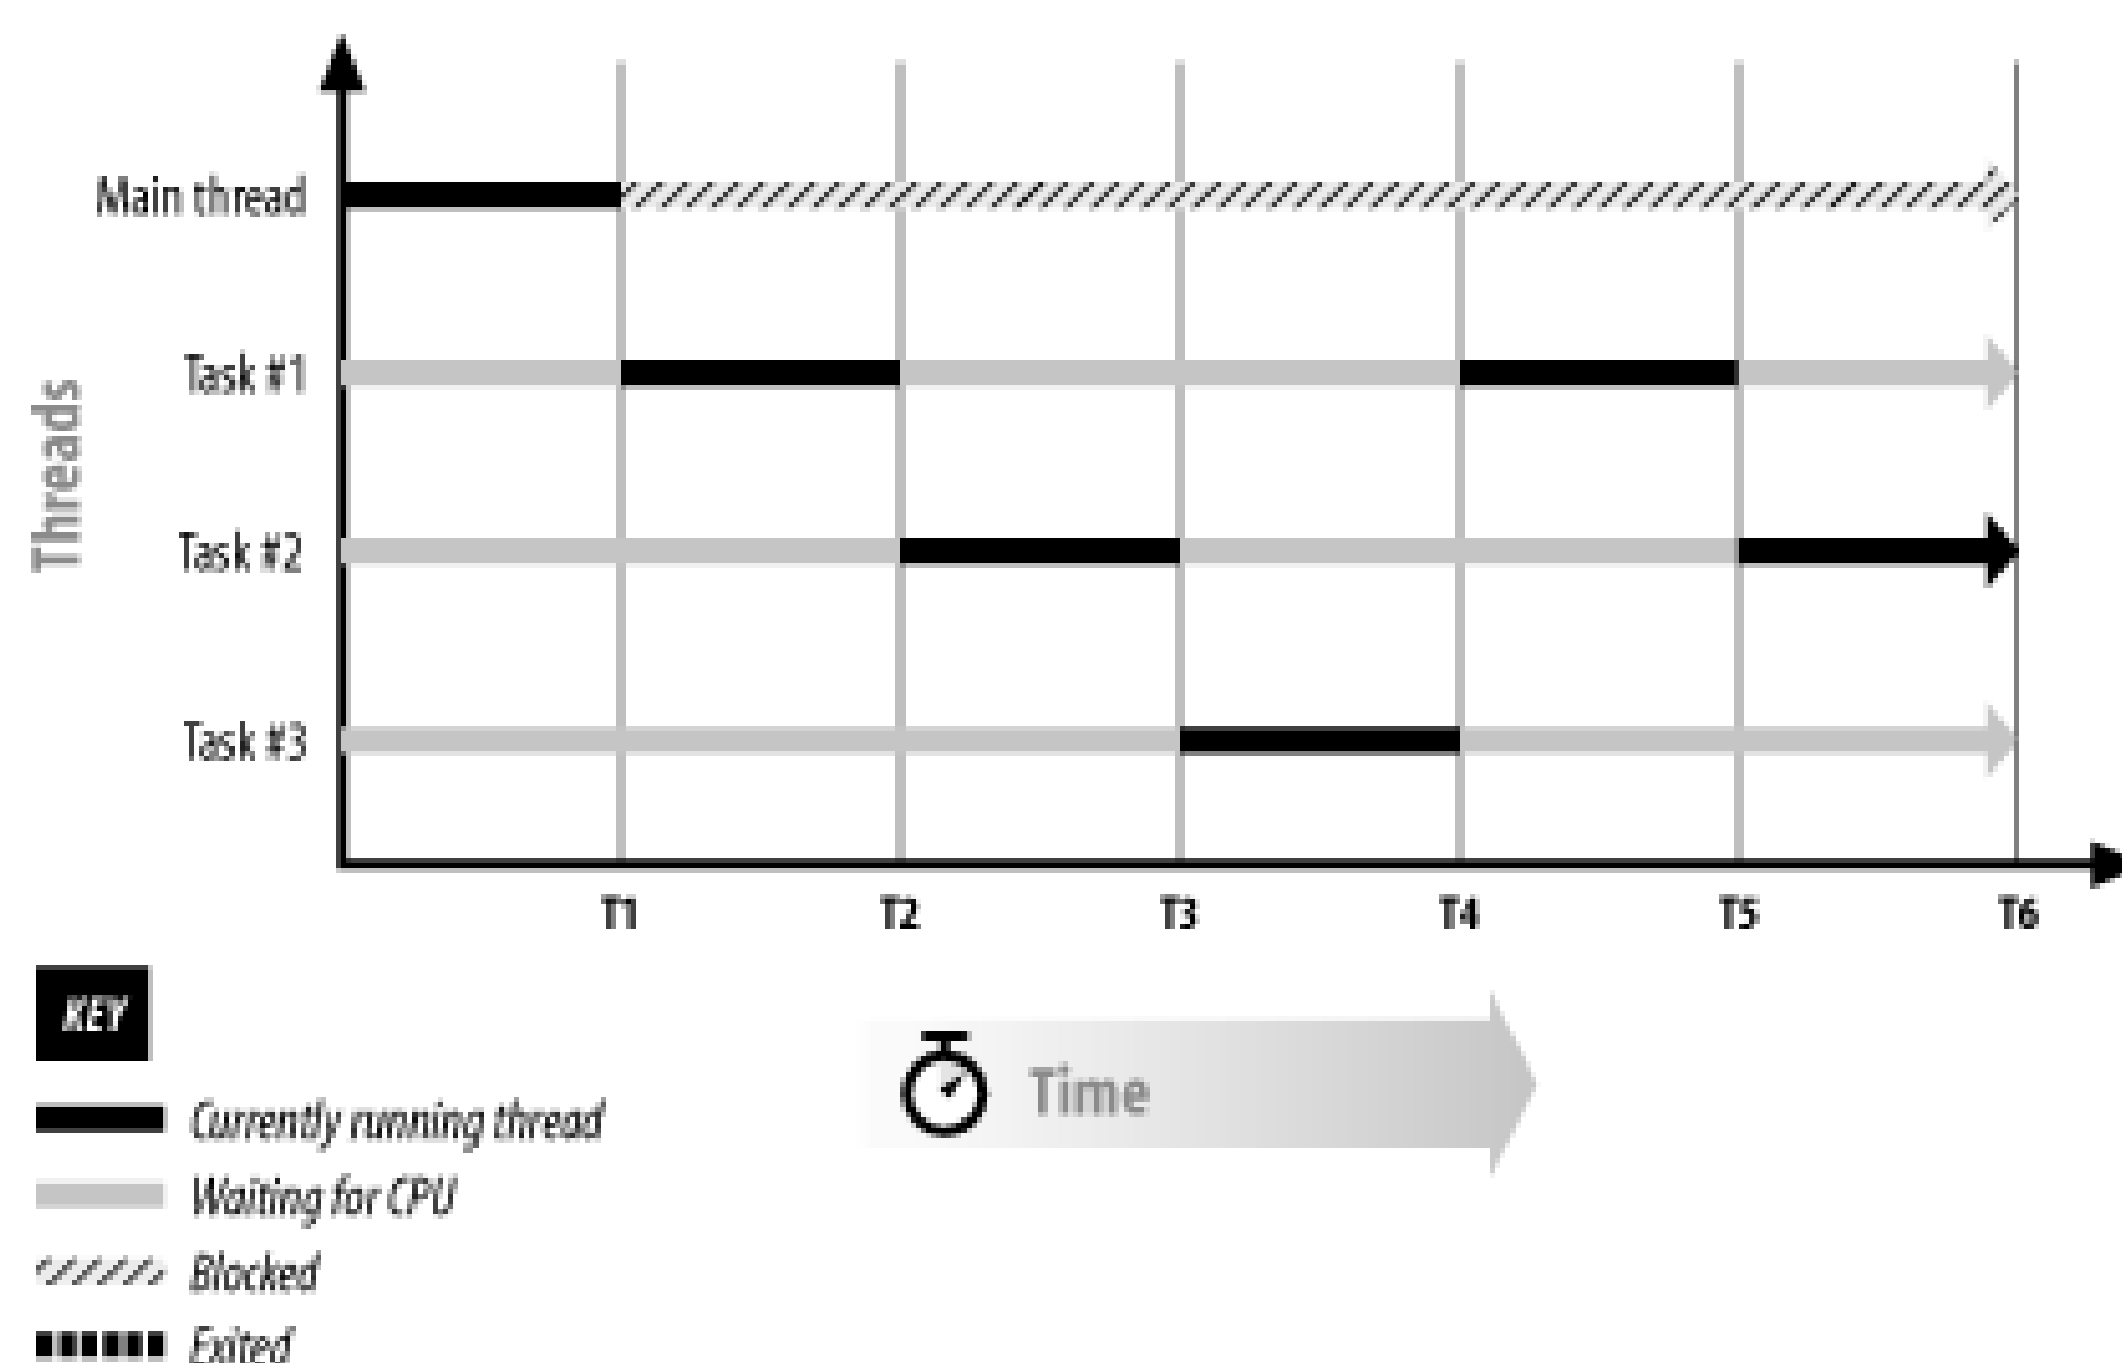 Main thread
Task #1
Threads
Task #2
Task #3
T1 T2 T3 T4 T5 T6
KEY
Time
Currently running thread
Waiting for CPU
Blocked
Exited